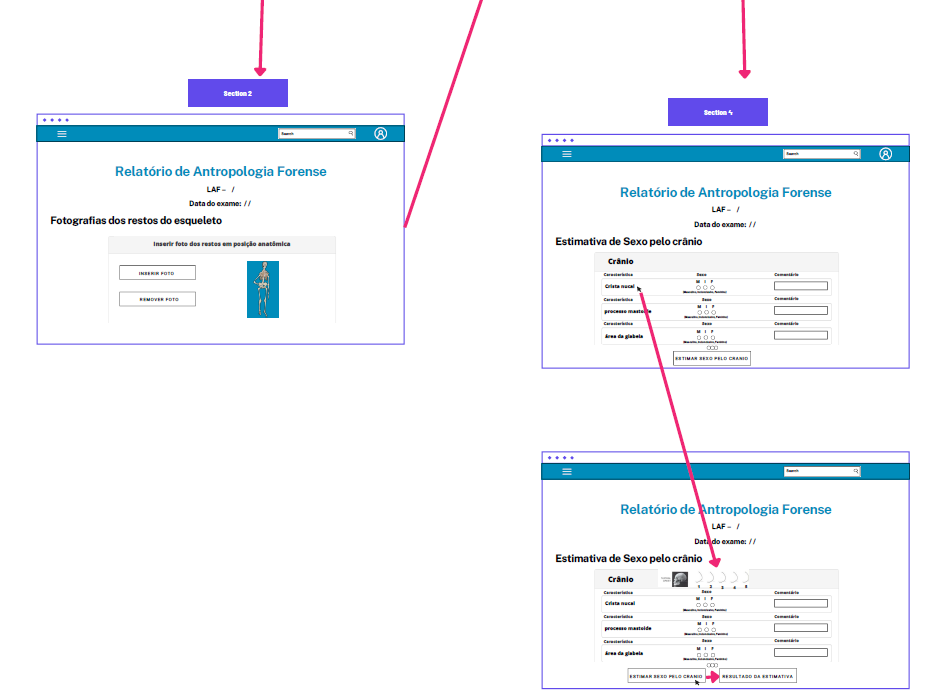 Section 2
Search
Relatório de Antropologia Forense
LAF – /
Data do exame: / /
Fotografias dos restos do esqueleto
Inserir foto dos restos em posição anatômica
INSERIR FOTO
REMOVER FOTO
Section 4
Search
Relatório de Antropologia Forense
LAF – /
Data do exame: / /
Estimativa de Sexo pelo crânio
Crânio
Característica Sexo Comentário
M I F
Crista nucal
(Masculino, Indeterminado, Feminino)
Característica Sexo Comentário
M I F
processo mastoide
(Masculino, Indeterminado, Feminino)
Característica Sexo Comentário
M I F
área da glabela
(Masculino, Indeterminado, Feminino)
ESTIMAR SEXO PELO CRANIO
Search
Relatório de Antropologia Forense
LAF – /
Data do exame: / /
Estimativa de Sexo pelo crânio
Crânio
1 2 3 4 5
Característica Sexo Comentário
M I F
Crista nucal
(Masculino, Indeterminado, Feminino)
Característica Sexo Comentário
M I F
processo mastoide
(Masculino, Indeterminado, Feminino)
Característica Sexo Comentário
M I F
área da glabela
(Masculino, Indeterminado, Feminino)
ESTIMAR SEXO PELO CRANIO RESULTADO DA ESTIMATIVA